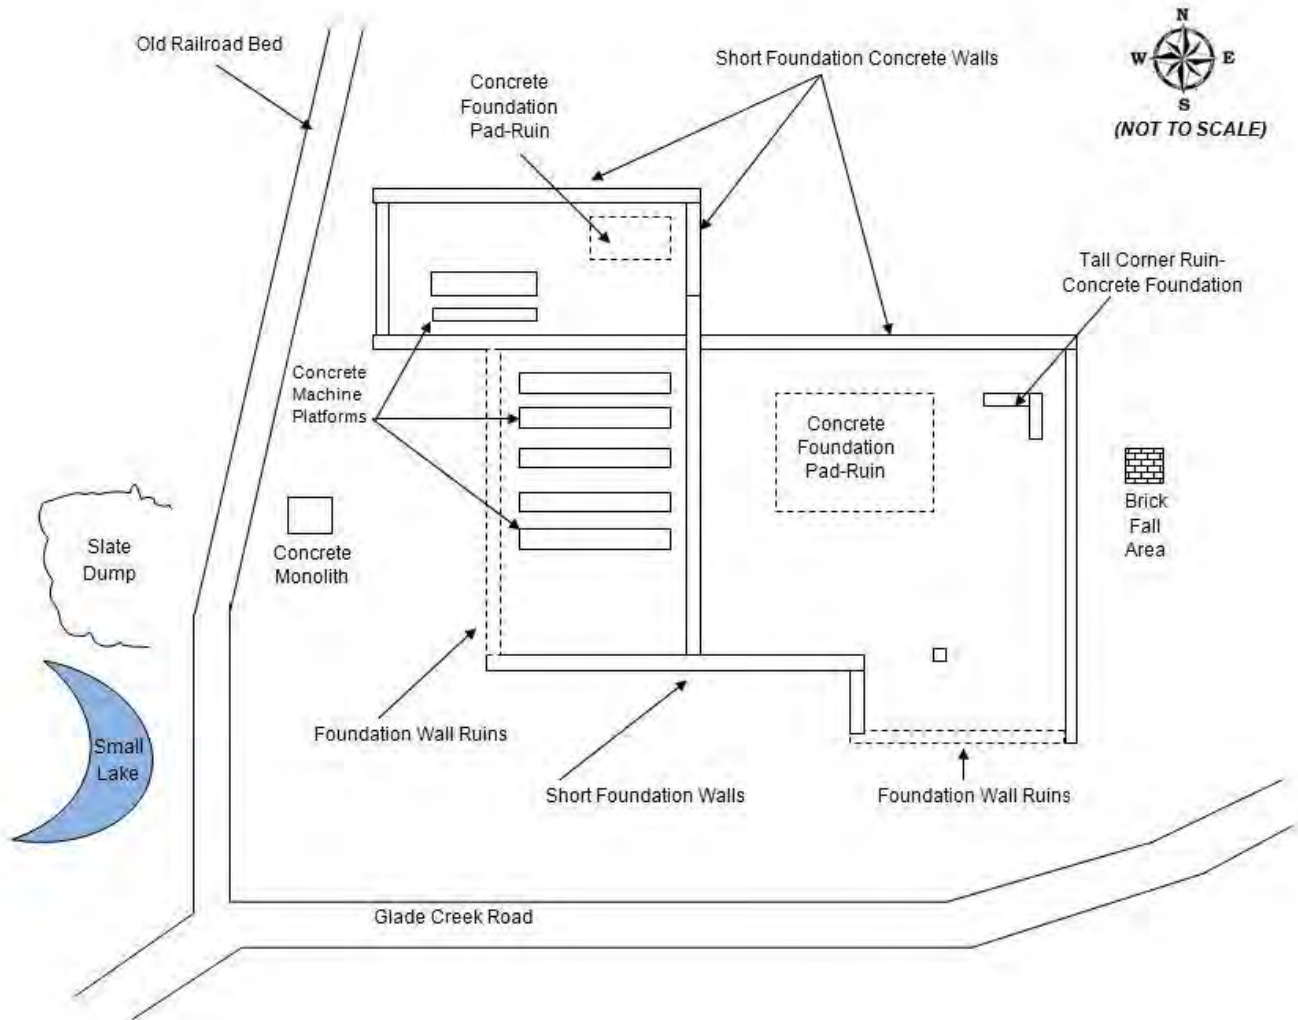 N
Old Railroad Bed
Short Foundation Concrete Walls
W
E
Concrete
Foundation
Pad-Ruin
S
(NOT TO SCALE)
Tall Corner Ruin-
Concrete Foundation
Concrete
Machine
Platforms
Concrete
Foundation
Pad-Ruin
Brick
Fall
Area
Slate
Dump
Concrete
Monolith
Foundation Wall Ruins
Small
Lake
Short Foundation Walls
Foundation Wall Ruins
Glade Creek Road